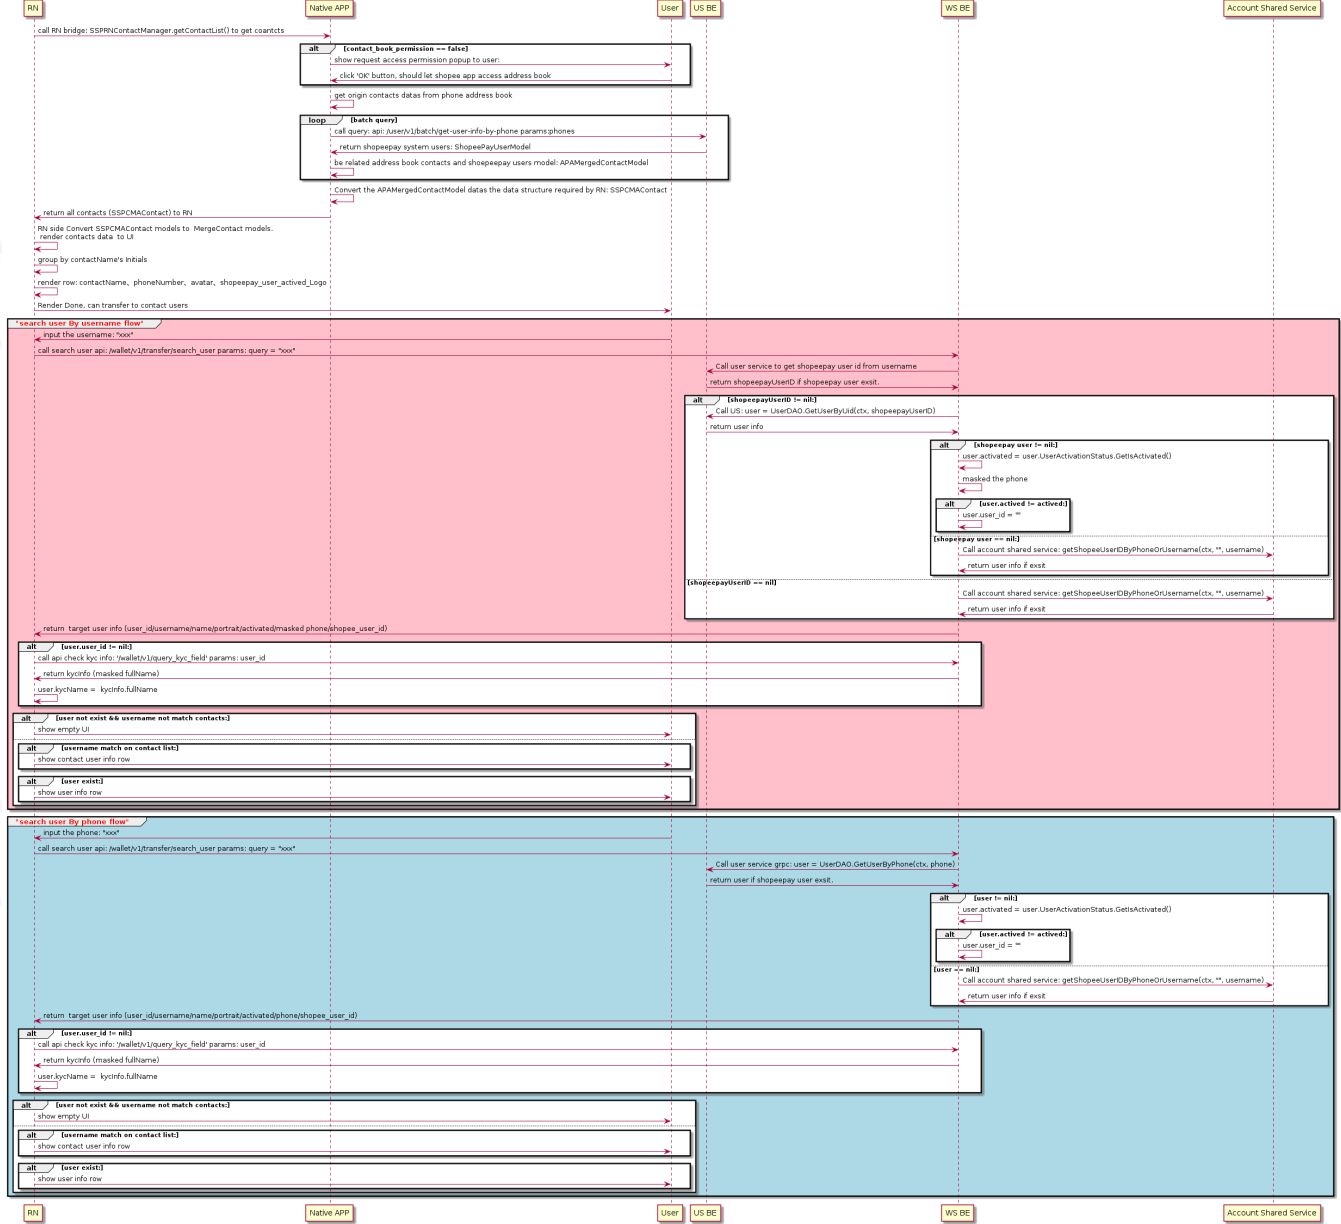 RN
Native APP
User
US BE
WS BE
Account Shared Service
call RN bridge: SSPRNContactManager.getContactList() to get coantcts
alt [contact_book_permission == false]
show request access permission popup to user:
click 'OK' button, should let shopee app access address book
get origin contacts datas from phone address book
loop [batch query]
call query: api: /user/v1/batch/get-user-info-by-phone params:phones
return shopeepay system users: ShopeePayUserModel
be related address book contacts and shoepeepay users model: APAMergedContactModel
Convert the APAMergedContactModel datas the data structure required by RN: SSPCMAContact
return all contacts (SSPCMAContact) to RN
RN side Convert SSPCMAContact models to  MergeContact models.
render contacts data  to UI
group by contactName's Initials
render row: contactName、phoneNumber、avatar、shopeepay_user_actived_Logo
Render Done, can transfer to contact users
"search user By username flow"
input the username: "xxx"
call search user api: /wallet/v1/transfer/search_user params: query = "xxx"
Call user service to get shopeepay user id from username
return shopeepayUserID if shopeepay user exsit.
alt [shopeepayUserID != nil:]
Call US: user = UserDAO.GetUserByUid(ctx, shopeepayUserID)
return user info
alt [shopeepay user != nil:]
user.activated = user.UserActivationStatus.GetIsActivated()
masked the phone
alt [user.actived != actived:]
user.user_id = ""
[shopeepay user == nil:]
Call account shared service: getShopeeUserIDByPhoneOrUsername(ctx, "", username)
return user info if exsit
[shopeepayUserID == nil]
Call account shared service: getShopeeUserIDByPhoneOrUsername(ctx, "", username)
return user info if exsit
return  target user info (user_id/username/name/portrait/activated/masked phone/shopee_user_id)
alt [user.user_id != nil:]
call api check kyc info: '/wallet/v1/query_kyc_field' params: user_id
return kycInfo (masked fullName)
user.kycName =  kycInfo.fullName
alt [user not exist && username not match contacts:]
show empty UI
alt [username match on contact list:]
show contact user info row
alt [user exist:]
show user info row
"search user By phone flow"
input the phone: "xxx"
call search user api: /wallet/v1/transfer/search_user params: query = "xxx"
Call user service grpc: user = UserDAO.GetUserByPhone(ctx, phone)
return user if shopeepay user exsit.
alt [user != nil:]
user.activated = user.UserActivationStatus.GetIsActivated()
alt [user.actived != actived:]
user.user_id = ""
[user == nil:]
Call account shared service: getShopeeUserIDByPhoneOrUsername(ctx, "", username)
return user info if exsit
return  target user info (user_id/username/name/portrait/activated/phone/shopee_user_id)
alt [user.user_id != nil:]
call api check kyc info: '/wallet/v1/query_kyc_field' params: user_id
return kycInfo (masked fullName)
user.kycName =  kycInfo.fullName
alt [user not exist && username not match contacts:]
show empty UI
alt [username match on contact list:]
show contact user info row
alt [user exist:]
show user info row
RN
Native APP
User
US BE
WS BE
Account Shared Service